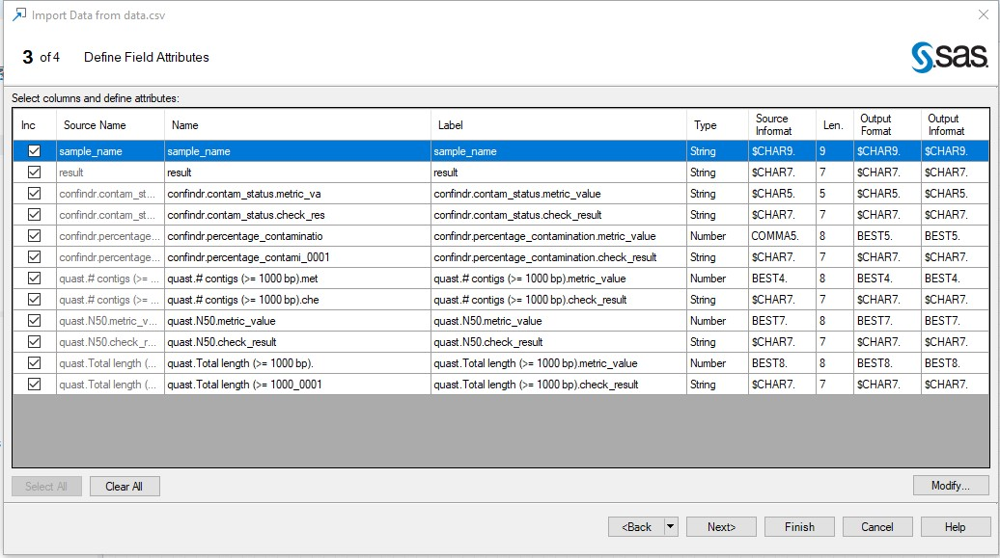 Import Data from data.csv
3 of 4 Define Field Attributes
sas
Select columns and define attributes:
Inc Source Name Name Label Type Source Informat Len. Output Format Output Informat
sample_name sample_name sample_name String $CHAR9. 9 $CHAR9. $CHAR9.
result result result String $CHAR7. 7 $CHAR7. $CHAR7.
confindr.contam_st... confindr.contam_status.metric_va confindr.contam_status.metric_value String $CHAR5. 5 $CHAR5. $CHAR5.
confindr.contam_st... confindr.contam_status.check_res confindr.contam_status.check_result String $CHAR7. 7 $CHAR7. $CHAR7.
confindr.percentage... confindr.percentage_contaminatio confindr.percentage_contamination.metric_value Number COMMA5. 8 BEST5. BEST5.
confindr.percentage... confindr.percentage_contami_0001 confindr.percentage_contamination.check_result String $CHAR7. 7 $CHAR7. $CHAR7.
quast.# contigs (>= ... quast.# contigs (>= 1000 bp).met quast.# contigs (>= 1000 bp).metric_value Number BEST4. 8 BEST4. BEST4.
quast.# contigs (>= ... quast.# contigs (>= 1000 bp).che quast.# contigs (>= 1000 bp).check_result String $CHAR7. 7 $CHAR7. $CHAR7.
quast.N50.metric_v... quast.N50.metric_value quast.N50.metric_value Number BEST7. 8 BEST7. BEST7.
quast.N50.check_r... quast.N50.check_result quast.N50.check_result String $CHAR7. 7 $CHAR7. $CHAR7.
quast.Total length (... quast.Total length (>= 1000 bp). quast.Total length (>= 1000 bp).metric_value Number BEST8. 8 BEST8. BEST8.
quast.Total length (... quast.Total length (>= 1000_0001 quast.Total length (>= 1000 bp).check_result String $CHAR7. 7 $CHAR7. $CHAR7.
Select All Clear All Modify...
<Back Next> Finish Cancel Help